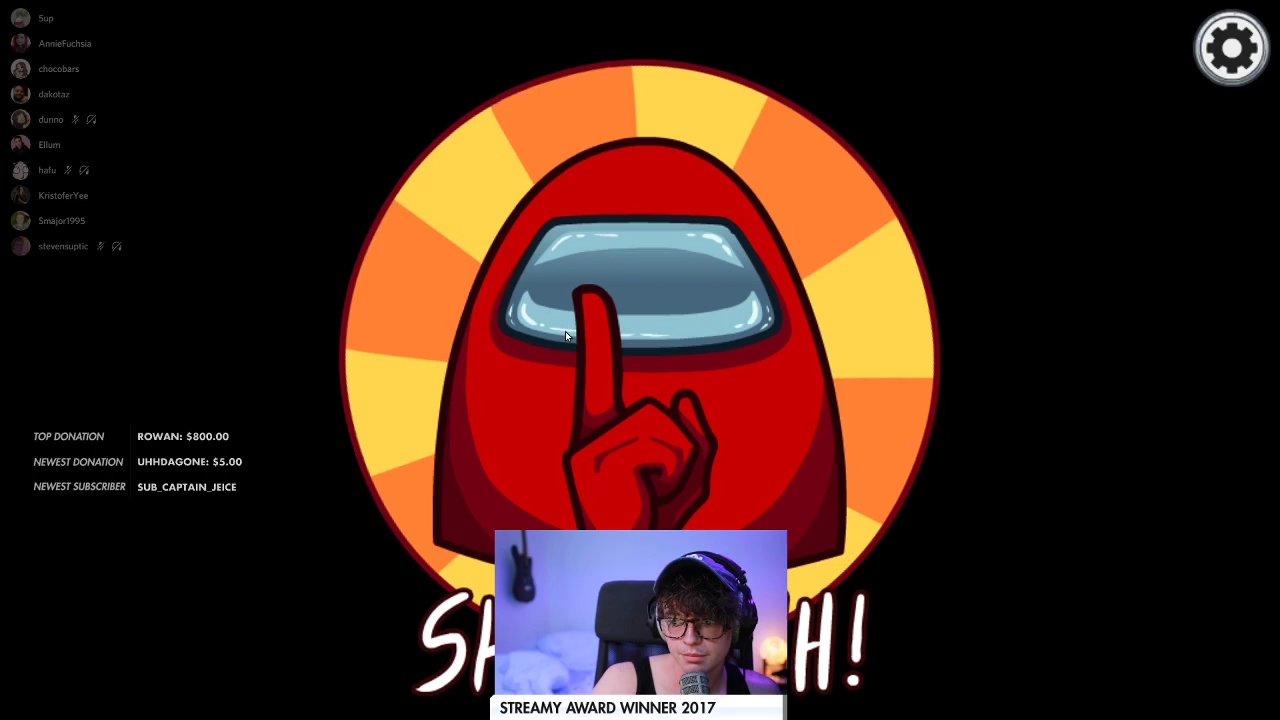 Sup
AnnieFuchsia
chocobars
dakotaz
dunno
Ellum
hafu
KristoferYee
Smajor1995
stevensuptic
TOP DONATION ROWAN: $800.00
NEWEST DONATION UHHDAGONE: $5.00
NEWEST SUBSCRIBER SUB_CAPTAIN_JEICE
STREAMY AWARD WINNER 2017